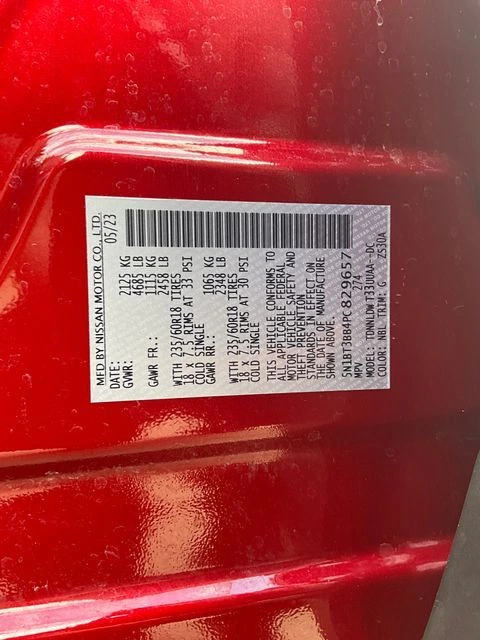 MFD BY NISSAN MOTOR CO., LTD.
DATE: 05/23
GVWR: 2125 KG
4685 LB
GAWR FR.: 1115 KG
2458 LB
WITH 235/60R18 TIRES
18 x 7.5 RIMS AT 33 PSI
COLD SINGLE
GAWR RR.: 1065 KG
2348 LB
WITH 235/60R18 TIRES
18 x 7.5 RIMS AT 30 PSI
COLD SINGLE
THIS VEHICLE CONFORMS TO
ALL APPLICABLE FEDERAL
MOTOR VEHICLE SAFETY AND
THEFT PREVENTION
STANDARDS IN EFFECT ON
THE DATE OF MANUFACTURE
SHOWN ABOVE.
5N1BT3BB4PC829657
MPV 274
MODEL:
COLOR: NBL TRIM: G Z530A